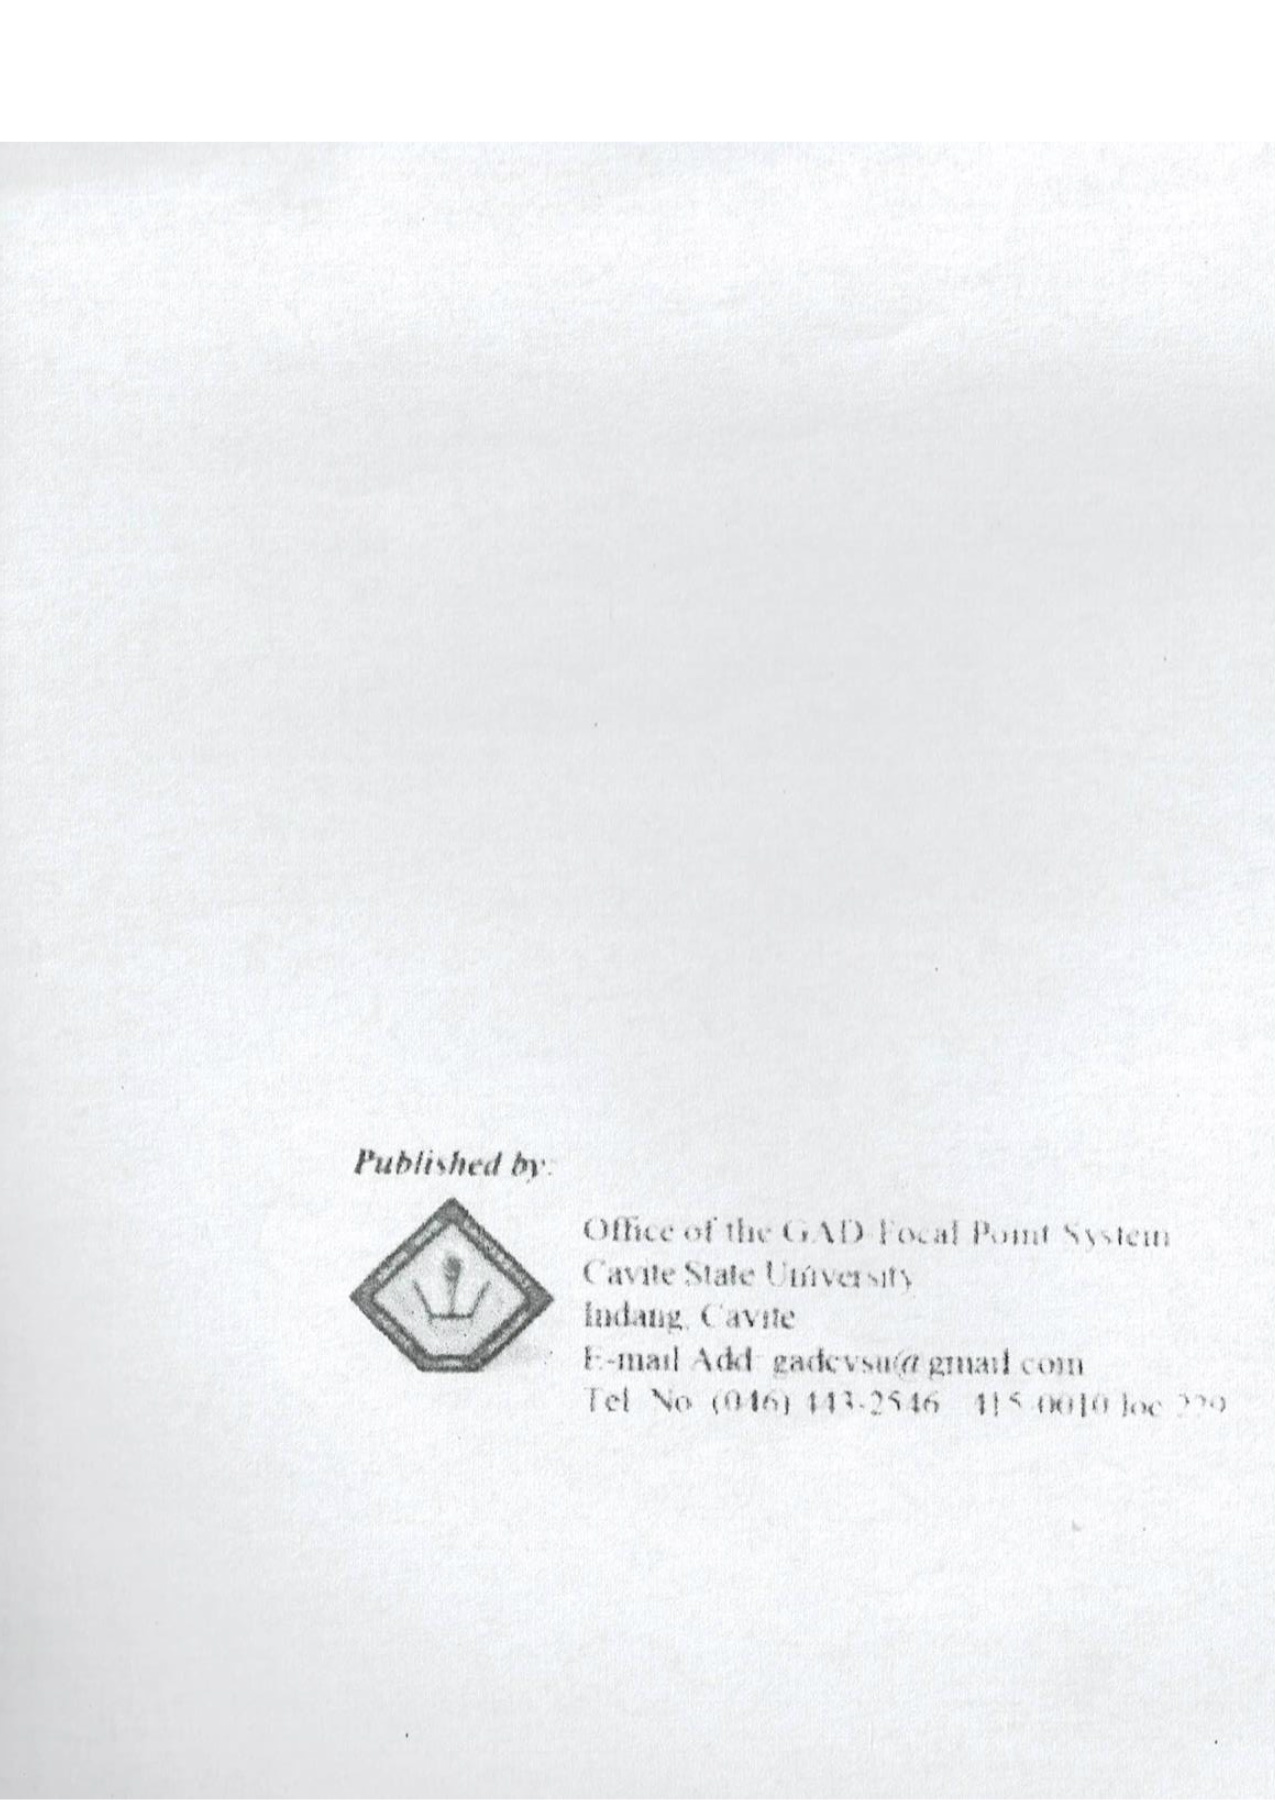 Published by:
Office of the GAD Focal Point System
Cavite State University
Indang, Cavite
E-mail Add: gadcvsu@gmail.com
Tel. No. (046) 443-2546 415-0010 loc 229